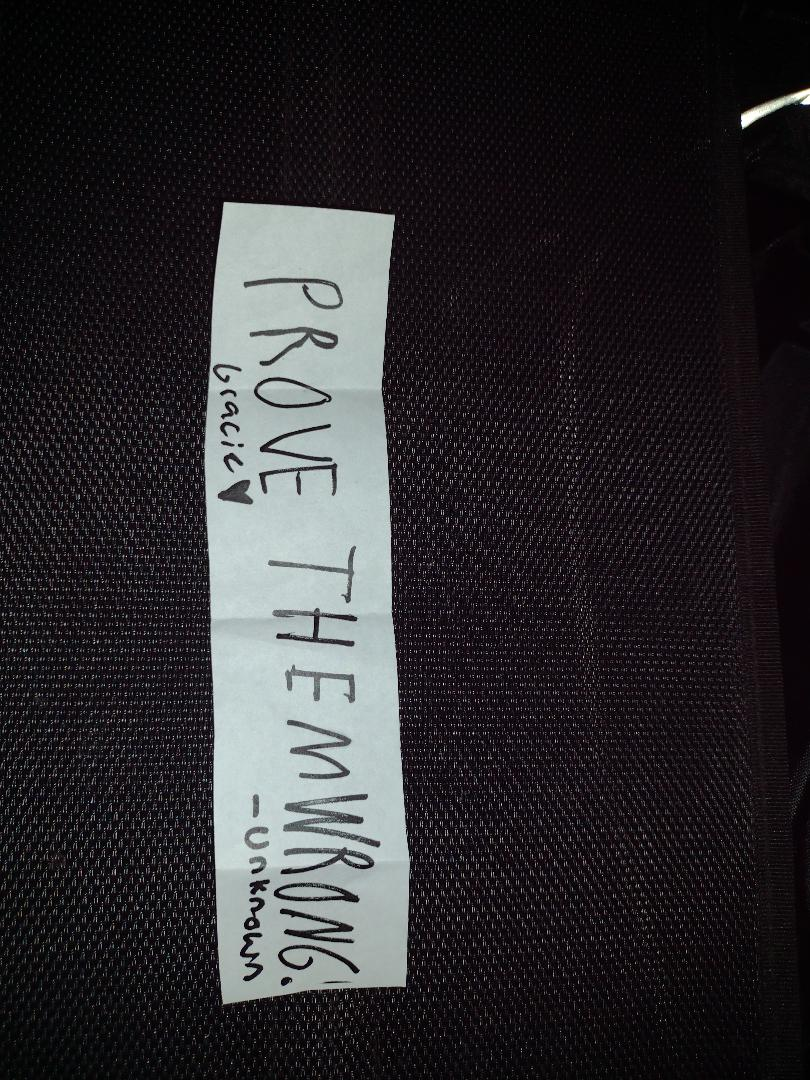 PROVE THEM WRONG.
Gracie♥
-unknown